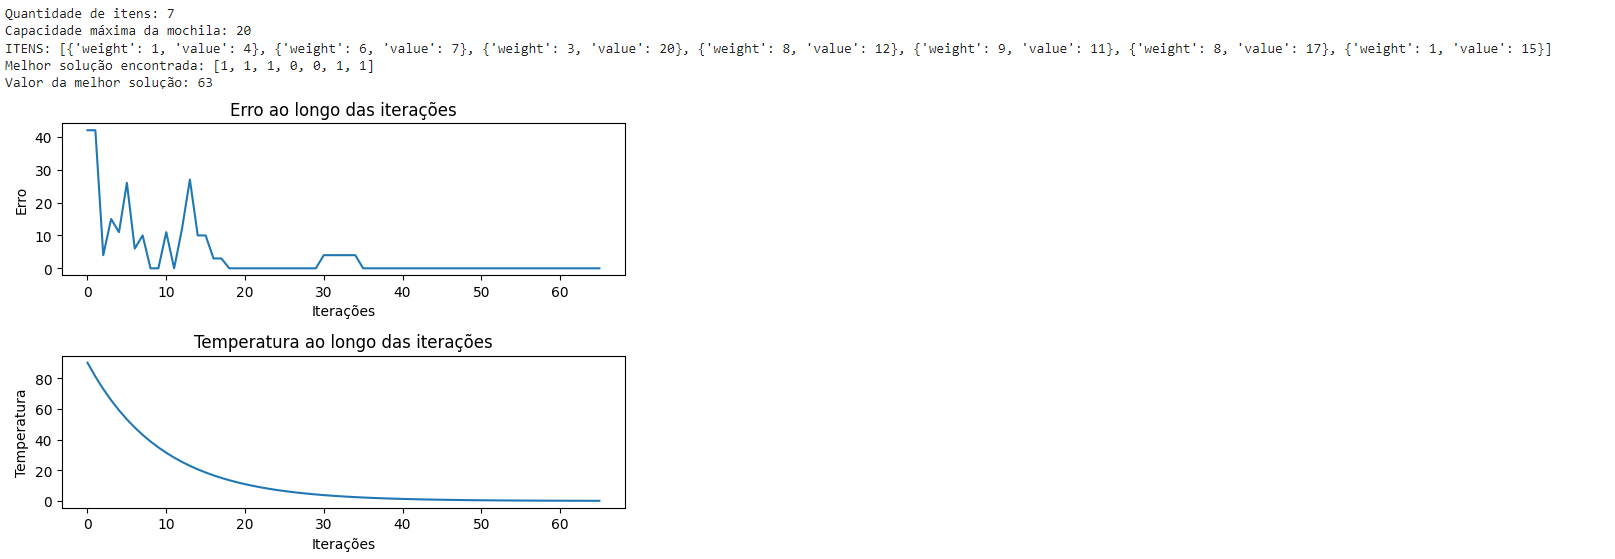 Quantidade de itens: 7
Capacidade máxima da mochila: 20
ITENS: [{'weight': 1, 'value': 4}, {'weight': 6, 'value': 7}, {'weight': 3, 'value': 20}, {'weight': 8, 'value': 12}, {'weight': 9, 'value': 11}, {'weight': 8, 'value': 17}, {'weight': 1, 'value': 15}]
Melhor solução encontrada: [1, 1, 1, 0, 0, 1, 1]
Valor da melhor solução: 63
Erro ao longo das iterações
40
30
20
10
0
Erro
0 10 20 30 40 50 60
Iterações
Temperatura ao longo das iterações
80
60
40
20
0
Temperatura
0 10 20 30 40 50 60
Iterações